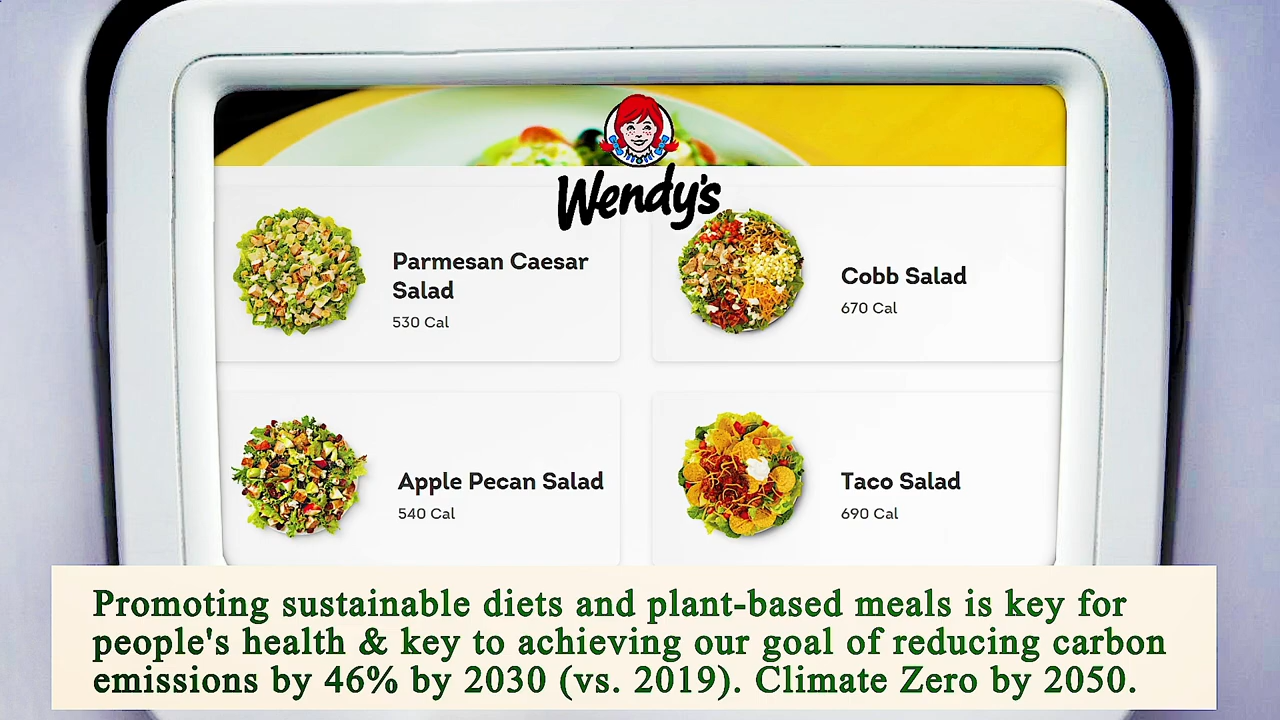 Wendy's
Parmesan Caesar
Salad
530 Cal
Cobb Salad
670 Cal
Apple Pecan Salad
540 Cal
Taco Salad
690 Cal
Promoting sustainable diets and plant-based meals is key for
people's health & key to achieving our goal of reducing carbon
emissions by 46% by 2030 (vs. 2019). Climate Zero by 2050.